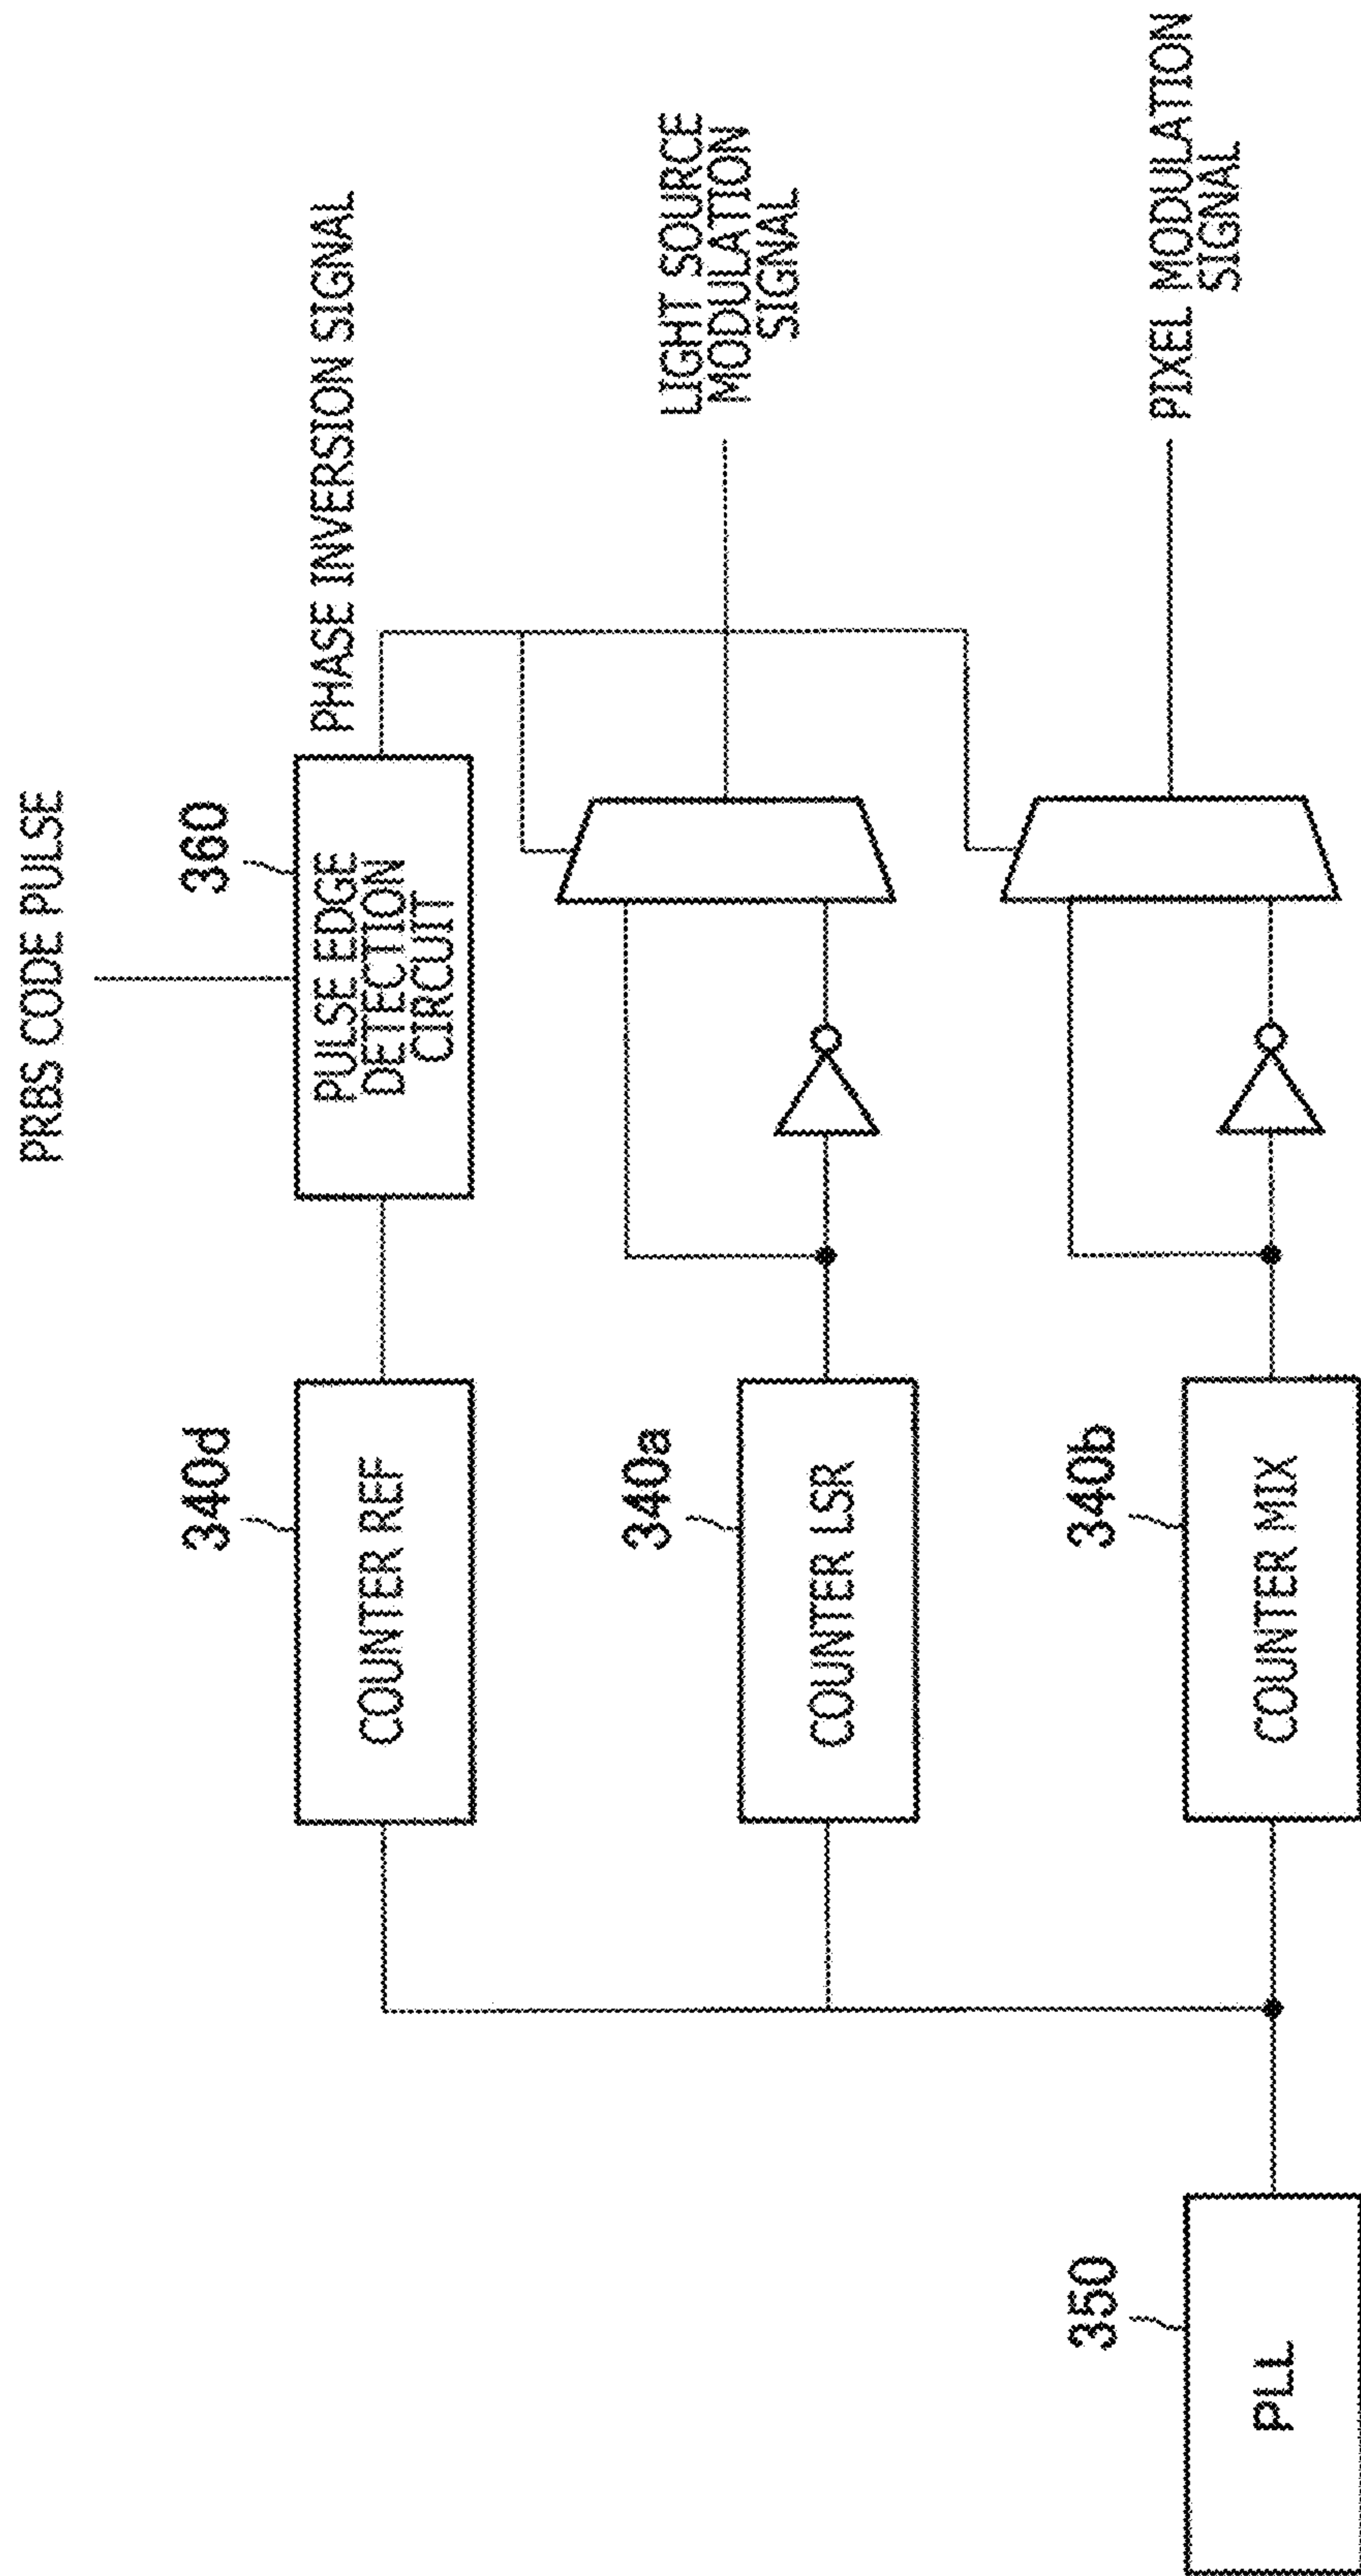 PRBS CODE PULSE
360
PULSE EDGE
DETECTION
CIRCUIT
PHASE INVERSION SIGNAL
340d
COUNTER REF
340a
COUNTER LSR
LIGHT SOURCE
MODULATION
SIGNAL
350
PLL
340b
COUNTER MIX
PIXEL MODULATION
SIGNAL